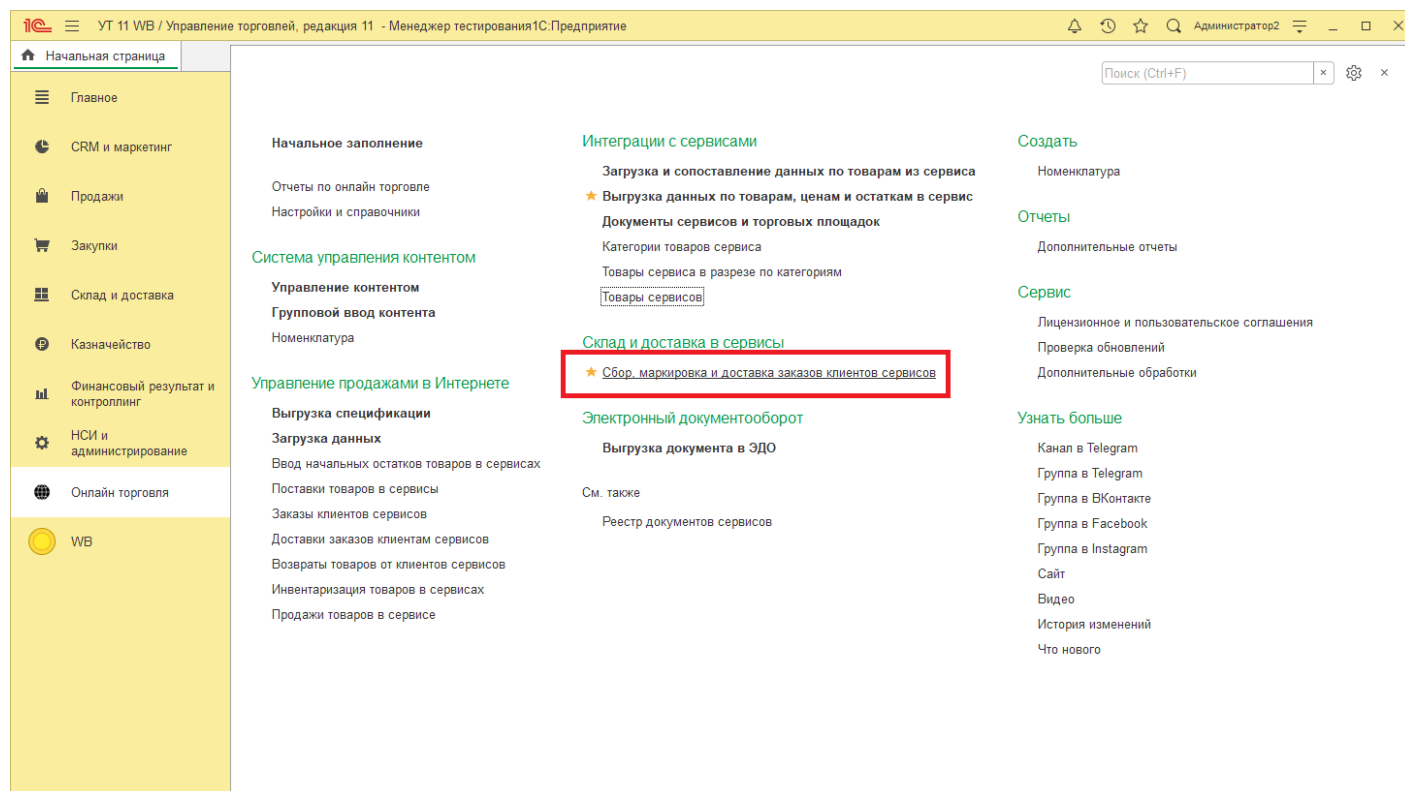 1С УТ 11 WB / Управление торговлей, редакция 11 - Менеджер тестирования1С:Предприятие Администратор2
Начальная страница
Поиск (Ctrl+F)
Главное
CRM и маркетинг
Продажи
Закупки
Склад и доставка
Казначейство
Финансовый результат и
контроллинг
НСИ и
администрирование
Онлайн торговля
WB
Начальное заполнение
Отчеты по онлайн торговле
Настройки и справочники
Система управления контентом
Управление контентом
Групповой ввод контента
Номенклатура
Управление продажами в Интернете
Выгрузка спецификации
Загрузка данных
Ввод начальных остатков товаров в сервисах
Поставки товаров в сервисы
Заказы клиентов сервисов
Доставки заказов клиентам сервисов
Возвраты товаров от клиентов сервисов
Инвентаризация товаров в сервисах
Продажи товаров в сервисе
Интеграции с сервисами
Загрузка и сопоставление данных по товарам из сервиса
Выгрузка данных по товарам, ценам и остаткам в сервис
Документы сервисов и торговых площадок
Категории товаров сервиса
Товары сервиса в разрезе по категориям
Товары сервисов
Склад и доставка в сервисы
Сбор, маркировка и доставка заказов клиентов сервисов
Электронный документооборот
Выгрузка документа в ЭДО
См. также
Реестр документов сервисов
Создать
Номенклатура
Отчеты
Дополнительные отчеты
Сервис
Лицензионное и пользовательское соглашения
Проверка обновлений
Дополнительные обработки
Узнать больше
Канал в Telegram
Группа в Telegram
Группа в ВКонтакте
Группа в Facebook
Группа в Instagram
Сайт
Видео
История изменений
Что нового